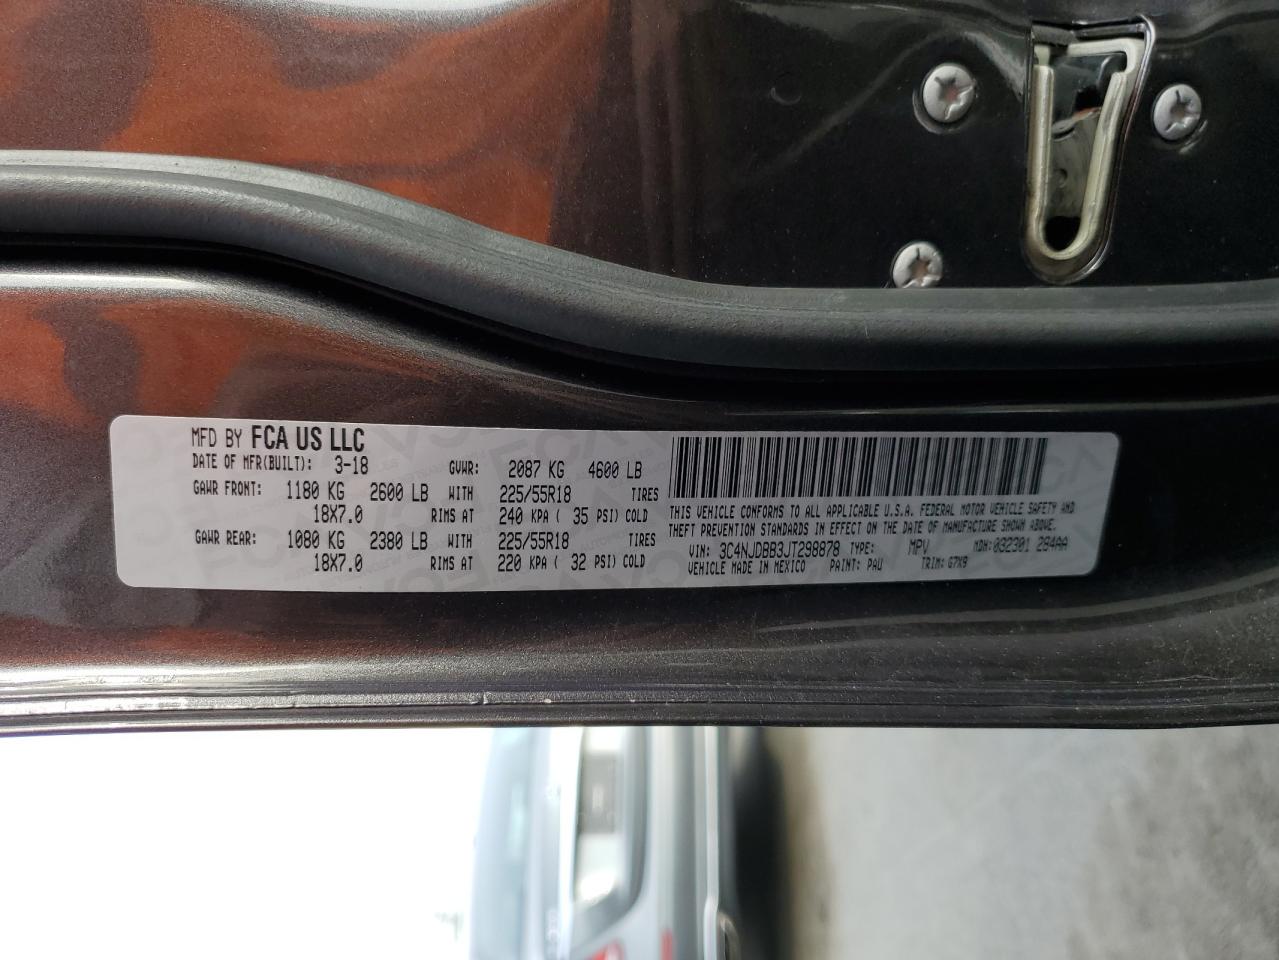 MFD BY FCA US LLC
DATE OF MFR(BUILT): 3-18 GVWR: 2087 KG 4600 LB
GAWR FRONT: 1180 KG 2600 LB WITH 225/55R18 TIRES
18X7.0 RIMS AT 240 KPA ( 35 PSI) COLD
GAWR REAR: 1080 KG 2380 LB WITH 225/55R18 TIRES
18X7.0 RIMS AT 220 KPA ( 32 PSI) COLD
THIS VEHICLE CONFORMS TO ALL APPLICABLE U.S.A. FEDERAL MOTOR VEHICLE SAFETY AND
THEFT PREVENTION STANDARDS IN EFFECT ON THE DATE OF MANUFACTURE SHOWN ABOVE.
VIN: 3C4NJDBB3JT298878 TYPE: MPV MDH: 032301 284AA
VEHICLE MADE IN MEXICO PAINT: PAU TRIM: G7X9